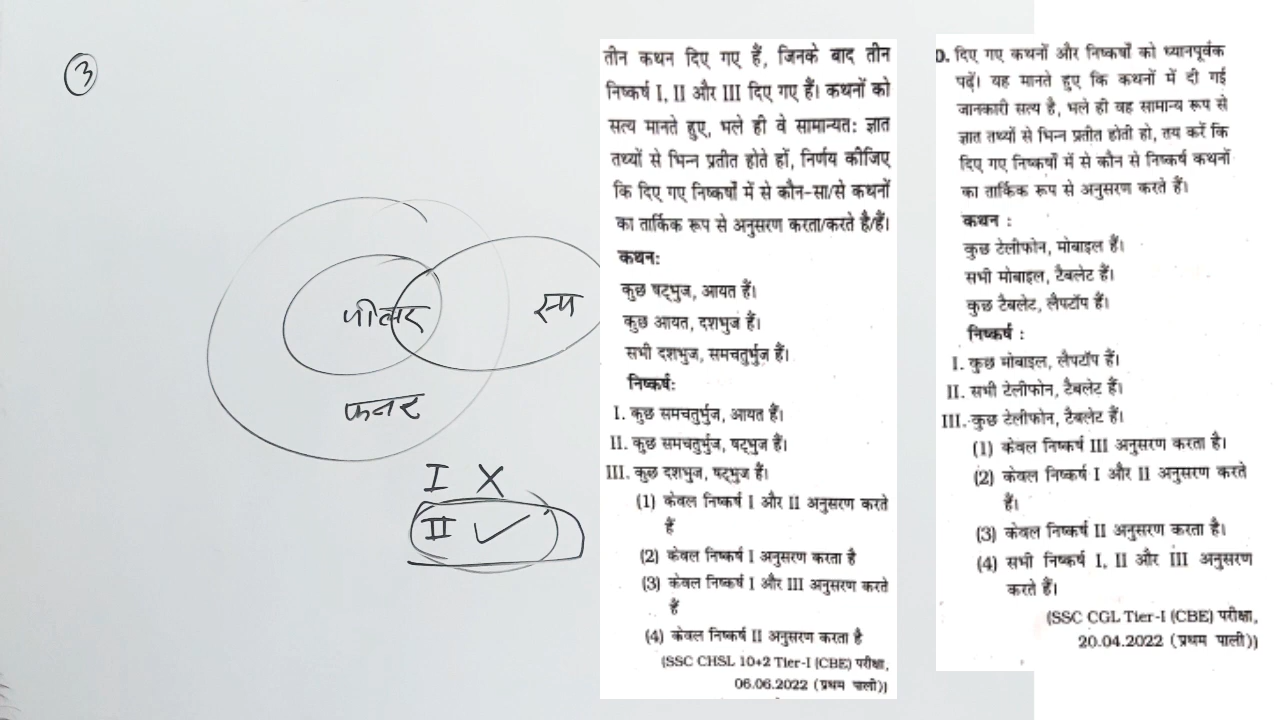 3
पीलर
रूप
कलर
I X
II ✓
तीन कथन दिए गए हैं, जिनके बाद तीन
निष्कर्ष I, II और III दिए गए हैं। कथनों को
सत्य मानते हुए, भले ही वे सामान्यत: ज्ञात
तथ्यों से भिन्न प्रतीत होते हों, निर्णय कीजिए
कि दिए गए निष्कर्षों में से कौन-सा/से कथनों
का तार्किक रूप से अनुसरण करता/करते है/हैं।
कथन:
कुछ षट्भुज, आयत हैं।
कुछ आयत, दशभुज हैं।
सभी दशभुज, समचतुर्भुज हैं।
निष्कर्ष:
I. कुछ समचतुर्भुज, आयत हैं।
II. कुछ समचतुर्भुज, षट्भुज हैं।
III. कुछ दशभुज, षट्भुज हैं।
(1) केवल निष्कर्ष I और II अनुसरण करते
हैं
(2) केवल निष्कर्ष I अनुसरण करता है
(3) केवल निष्कर्ष I और III अनुसरण करते
हैं
(4) केवल निष्कर्ष II अनुसरण करता है
(SSC CHSL 10+2 Tier-I (CBE) परीक्षा,
06.06.2022 (प्रथम पाली))
0. दिए गए कथनों और निष्कर्षों को ध्यानपूर्वक
पढ़ें। यह मानते हुए कि कथनों में दी गई
जानकारी सत्य है, भले ही वह सामान्य रूप से
ज्ञात तथ्यों से भिन्न प्रतीत होती हो, तय करें कि
दिए गए निष्कर्षों में से कौन से निष्कर्ष कथनों
का तार्किक रूप से अनुसरण करते हैं।
कथन :
कुछ टेलीफोन, मोबाइल हैं।
सभी मोबाइल, टैबलेट हैं।
कुछ टैबलेट, लैपटॉप हैं।
निष्कर्ष :
I. कुछ मोबाइल, लैपटॉप हैं।
II. सभी टेलीफोन, टैबलेट हैं।
III. कुछ टेलीफोन, टैबलेट हैं।
(1) केवल निष्कर्ष III अनुसरण करता है।
(2) केवल निष्कर्ष I और II अनुसरण करते
हैं।
(3) केवल निष्कर्ष II अनुसरण करता है।
(4) सभी निष्कर्ष I, II और III अनुसरण
करते हैं।
(SSC CGL Tier-I (CBE) परीक्षा,
20.04.2022 (प्रथम पाली))